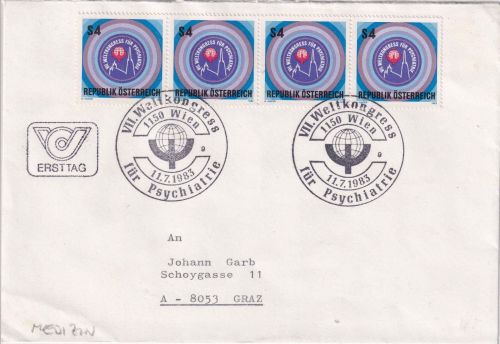 S4 S4 S4 S4
VII. WELTKONGRESS FÜR PSYCHIATRIE
VII. WELTKONGRESS FÜR PSYCHIATRIE
VII. WELTKONGRESS FÜR PSYCHIATRIE
VII. WELTKONGRESS FÜR PSYCHIATRIE
REPUBLIK ÖSTERREICH REPUBLIK ÖSTERREICH REPUBLIK ÖSTERREICH REPUBLIK ÖSTERREICH
VII. Weltkongress
1150 Wien
g
11.7.1983
für Psychiatrie
VII. Weltkongress
1150 Wien
g
11.7.1983
für Psychiatrie
ERSTTAG
An
Johann Garb
Schoygasse 11
A - 8053 GRAZ
MEDIZIN